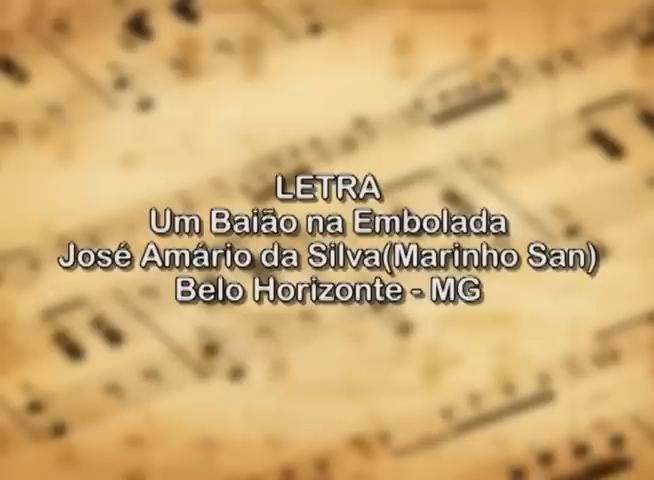 LETRA
Um Baião na Embolada
José Amário da Silva(Marinho San)
Belo Horizonte - MG